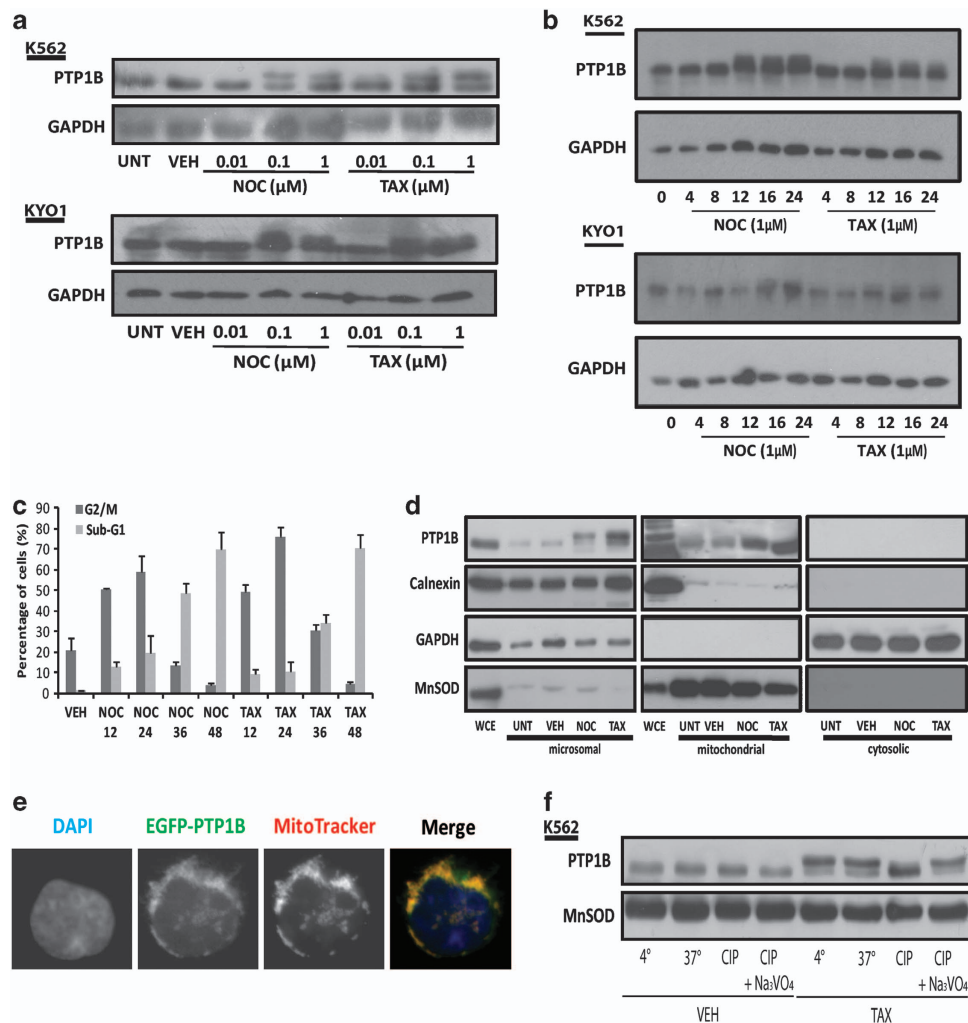 a
K562
PTP1B
GAPDH
UNT VEH 0.01 0.1 1 0.01 0.1 1
NOC (µM) TAX (µM)
KYO1
PTP1B
GAPDH
UNT VEH 0.01 0.1 1 0.01 0.1 1
NOC (µM) TAX (µM)
b
K562
PTP1B
GAPDH
0 4 8 12 16 24 4 8 12 16 24
NOC (1µM) TAX (1µM)
KYO1
PTP1B
GAPDH
0 4 8 12 16 24 4 8 12 16 24
NOC (1µM) TAX (1µM)
c
G2/M
Sub-G1
Percentage of cells (%)
90
80
70
60
50
40
30
20
10
0
VEH NOC NOC NOC NOC TAX TAX TAX TAX
12 24 36 48 12 24 36 48
d
PTP1B
Calnexin
GAPDH
MnSOD
WCE UNT VEH NOC TAX WCE UNT VEH NOC TAX UNT VEH NOC TAX
microsomal mitochondrial cytosolic
e
DAPI EGFP-PTP1B MitoTracker Merge
f
K562
PTP1B
MnSOD
4° 37° CIP CIP 4° 37° CIP CIP
+ Na₃VO₄ + Na₃VO₄
VEH TAX